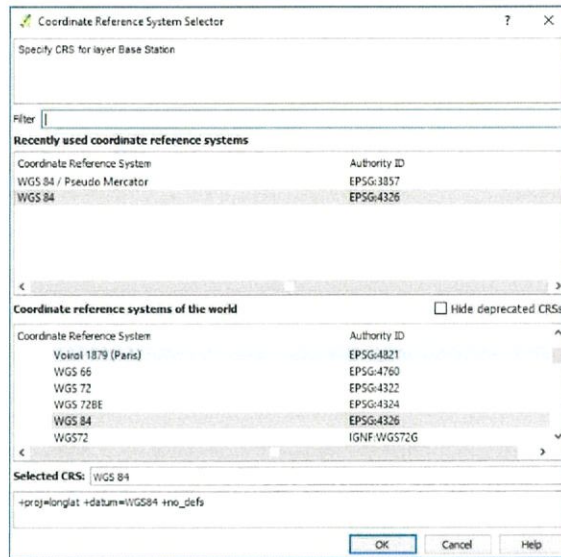 Coordinate Reference System Selector ? X
Specify CRS for layer Base Station
Filter
Recently used coordinate reference systems
Coordinate Reference System Authority ID
WGS 84 / Pseudo Mercator EPSG:3857
WGS 84 EPSG:4326
Coordinate reference systems of the world Hide deprecated CRSs
Coordinate Reference System Authority ID
Voirol 1879 (Paris) EPSG:4821
WGS 66 EPSG:4760
WGS 72 EPSG:4322
WGS 72BE EPSG:4324
WGS 84 EPSG:4326
WGS72 IGNF:WGS72G
Selected CRS: WGS 84
+proj=longlat +datum=WGS84 +no_defs
OK Cancel Help